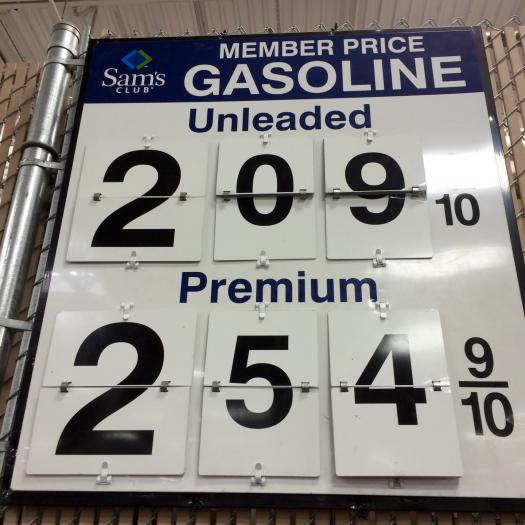 Sam's
CLUB
MEMBER PRICE
GASOLINE
Unleaded
2 0 9 10
Premium
2 5 4 9/10